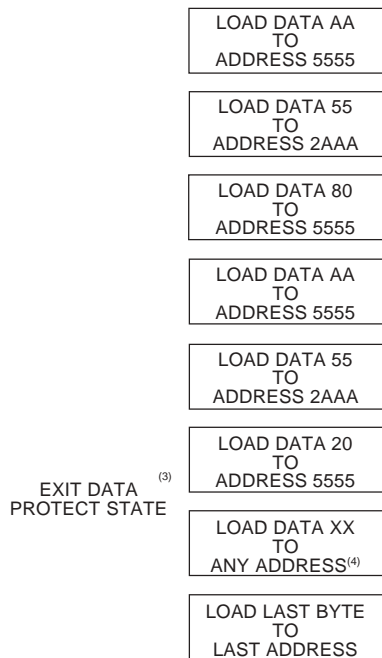 LOAD DATA AA
TO
ADDRESS 5555
LOAD DATA 55
TO
ADDRESS 2AAA
LOAD DATA 80
TO
ADDRESS 5555
LOAD DATA AA
TO
ADDRESS 5555
LOAD DATA 55
TO
ADDRESS 2AAA
LOAD DATA 20
TO
ADDRESS 5555
EXIT DATA (3)
PROTECT STATE
LOAD DATA XX
TO
ANY ADDRESS(4)
LOAD LAST BYTE
TO
LAST ADDRESS